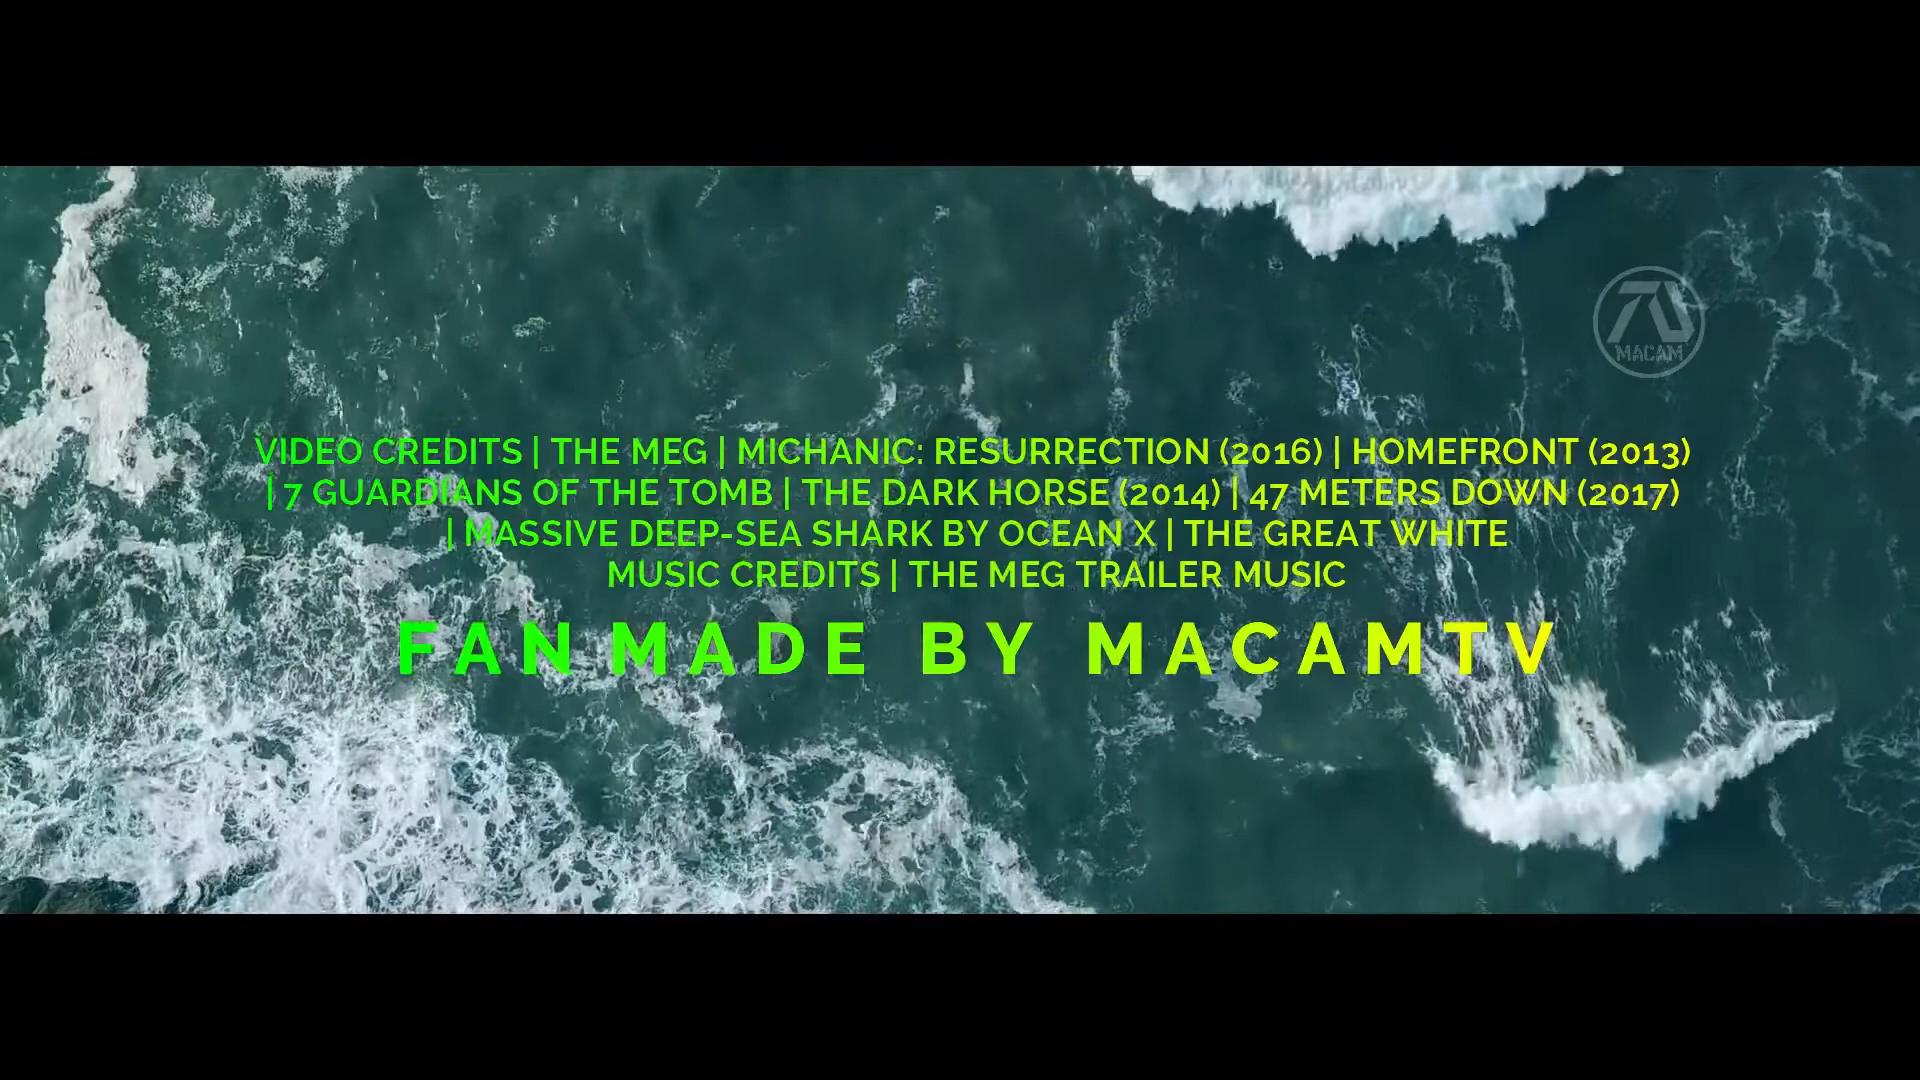 MACAM
VIDEO CREDITS | THE MEG | MICHANIC: RESURRECTION (2016) | HOMEFRONT (2013)
| 7 GUARDIANS OF THE TOMB | THE DARK HORSE (2014) | 47 METERS DOWN (2017)
| MASSIVE DEEP-SEA SHARK BY OCEAN X | THE GREAT WHITE
MUSIC CREDITS | THE MEG TRAILER MUSIC
FAN MADE BY MACAMTV